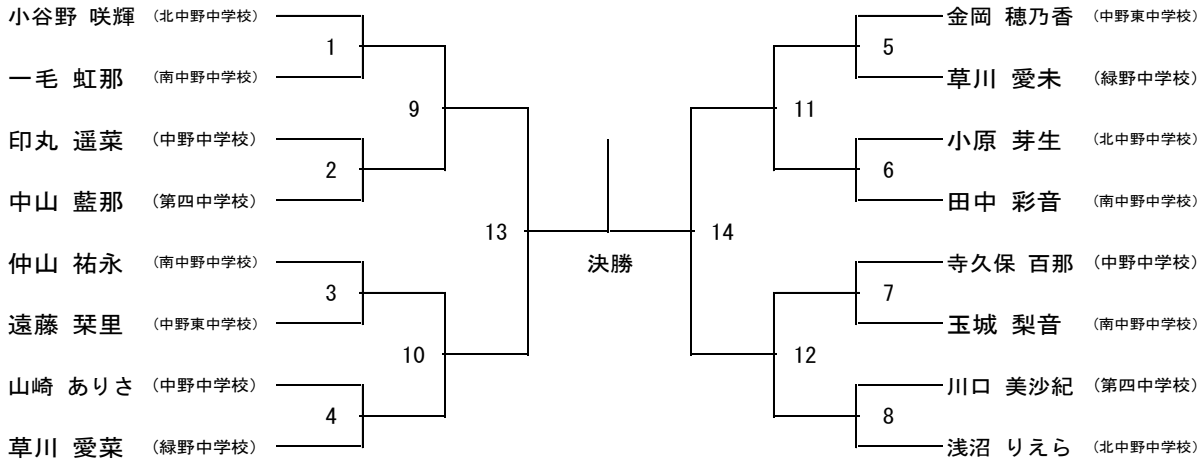 小谷野 咲輝 (北中野中学校)
1
一毛 虹那 (南中野中学校)
9
印丸 遥菜 (中野中学校)
2
中山 藍那 (第四中学校)
13
仲山 祐永 (南中野中学校)
3
遠藤 栞里 (中野東中学校)
10
山崎 ありさ (中野中学校)
4
草川 愛菜 (緑野中学校)
決勝
金岡 穂乃香 (中野東中学校)
5
草川 愛未 (緑野中学校)
11
小原 芽生 (北中野中学校)
6
田中 彩音 (南中野中学校)
14
寺久保 百那 (中野中学校)
7
玉城 梨音 (南中野中学校)
12
川口 美沙紀 (第四中学校)
8
浅沼 りえら (北中野中学校)